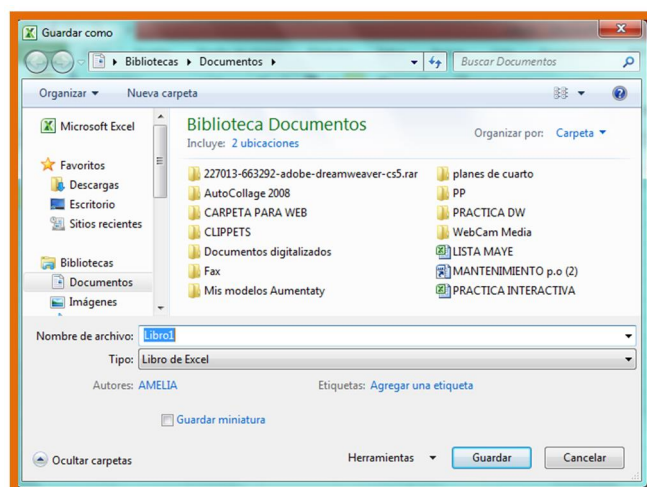 Guardar como
Bibliotecas ▸ Documentos ▸
Buscar Documentos
Organizar
Nueva carpeta
Microsoft Excel
Favoritos
Descargas
Escritorio
Sitios recientes
Bibliotecas
Documentos
Imágenes
Biblioteca Documentos
Incluye: 2 ubicaciones
Organizar por: Carpeta
227013-663292-adobe-dreamweaver-cs5.rar
AutoCollage 2008
CARPETA PARA WEB
CLIPPETS
Documentos digitalizados
Fax
Mis modelos Aumentaty
planes de cuarto
PP
PRACTICA DW
WebCam Media
LISTA MAYE
MANTENIMIENTO p.o (2)
PRACTICA INTERACTIVA
Nombre de archivo: Libro1
Tipo: Libro de Excel
Autores: AMELIA
Etiquetas: Agregar una etiqueta
Guardar miniatura
Ocultar carpetas
Herramientas
Guardar
Cancelar